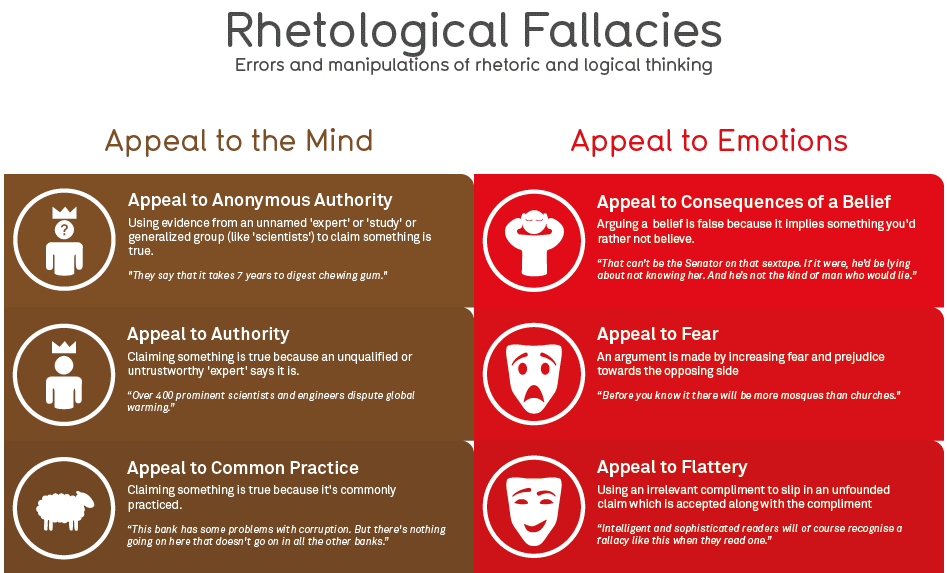 Rhetological Fallacies
Errors and manipulations of rhetoric and logical thinking
Appeal to the Mind
Appeal to Anonymous Authority
Using evidence from an unnamed 'expert' or 'study' or
generalized group (like 'scientists') to claim something is
true.
"They say that it takes 7 years to digest chewing gum."
Appeal to Authority
Claiming something is true because an unqualified or
untrustworthy 'expert' says it is.
“Over 400 prominent scientists and engineers dispute global
warming.”
Appeal to Common Practice
Claiming something is true because it's commonly
practiced.
“This bank has some problems with corruption. But there's nothing
going on here that doesn't go on in all the other banks.”
Appeal to Emotions
Appeal to Consequences of a Belief
Arguing a belief is false because it implies something you'd
rather not believe.
“That can’t be the Senator on that sextape. If it were, he’d be lying
about not knowing her. And he’s not the kind of man who would lie.”
Appeal to Fear
An argument is made by increasing fear and prejudice
towards the opposing side
“Before you know it there will be more mosques than churches.”
Appeal to Flattery
Using an irrelevant compliment to slip in an unfounded
claim which is accepted along with the compliment
“Intelligent and sophisticated readers will of course recognise a
fallacy like this when they read one.”
?